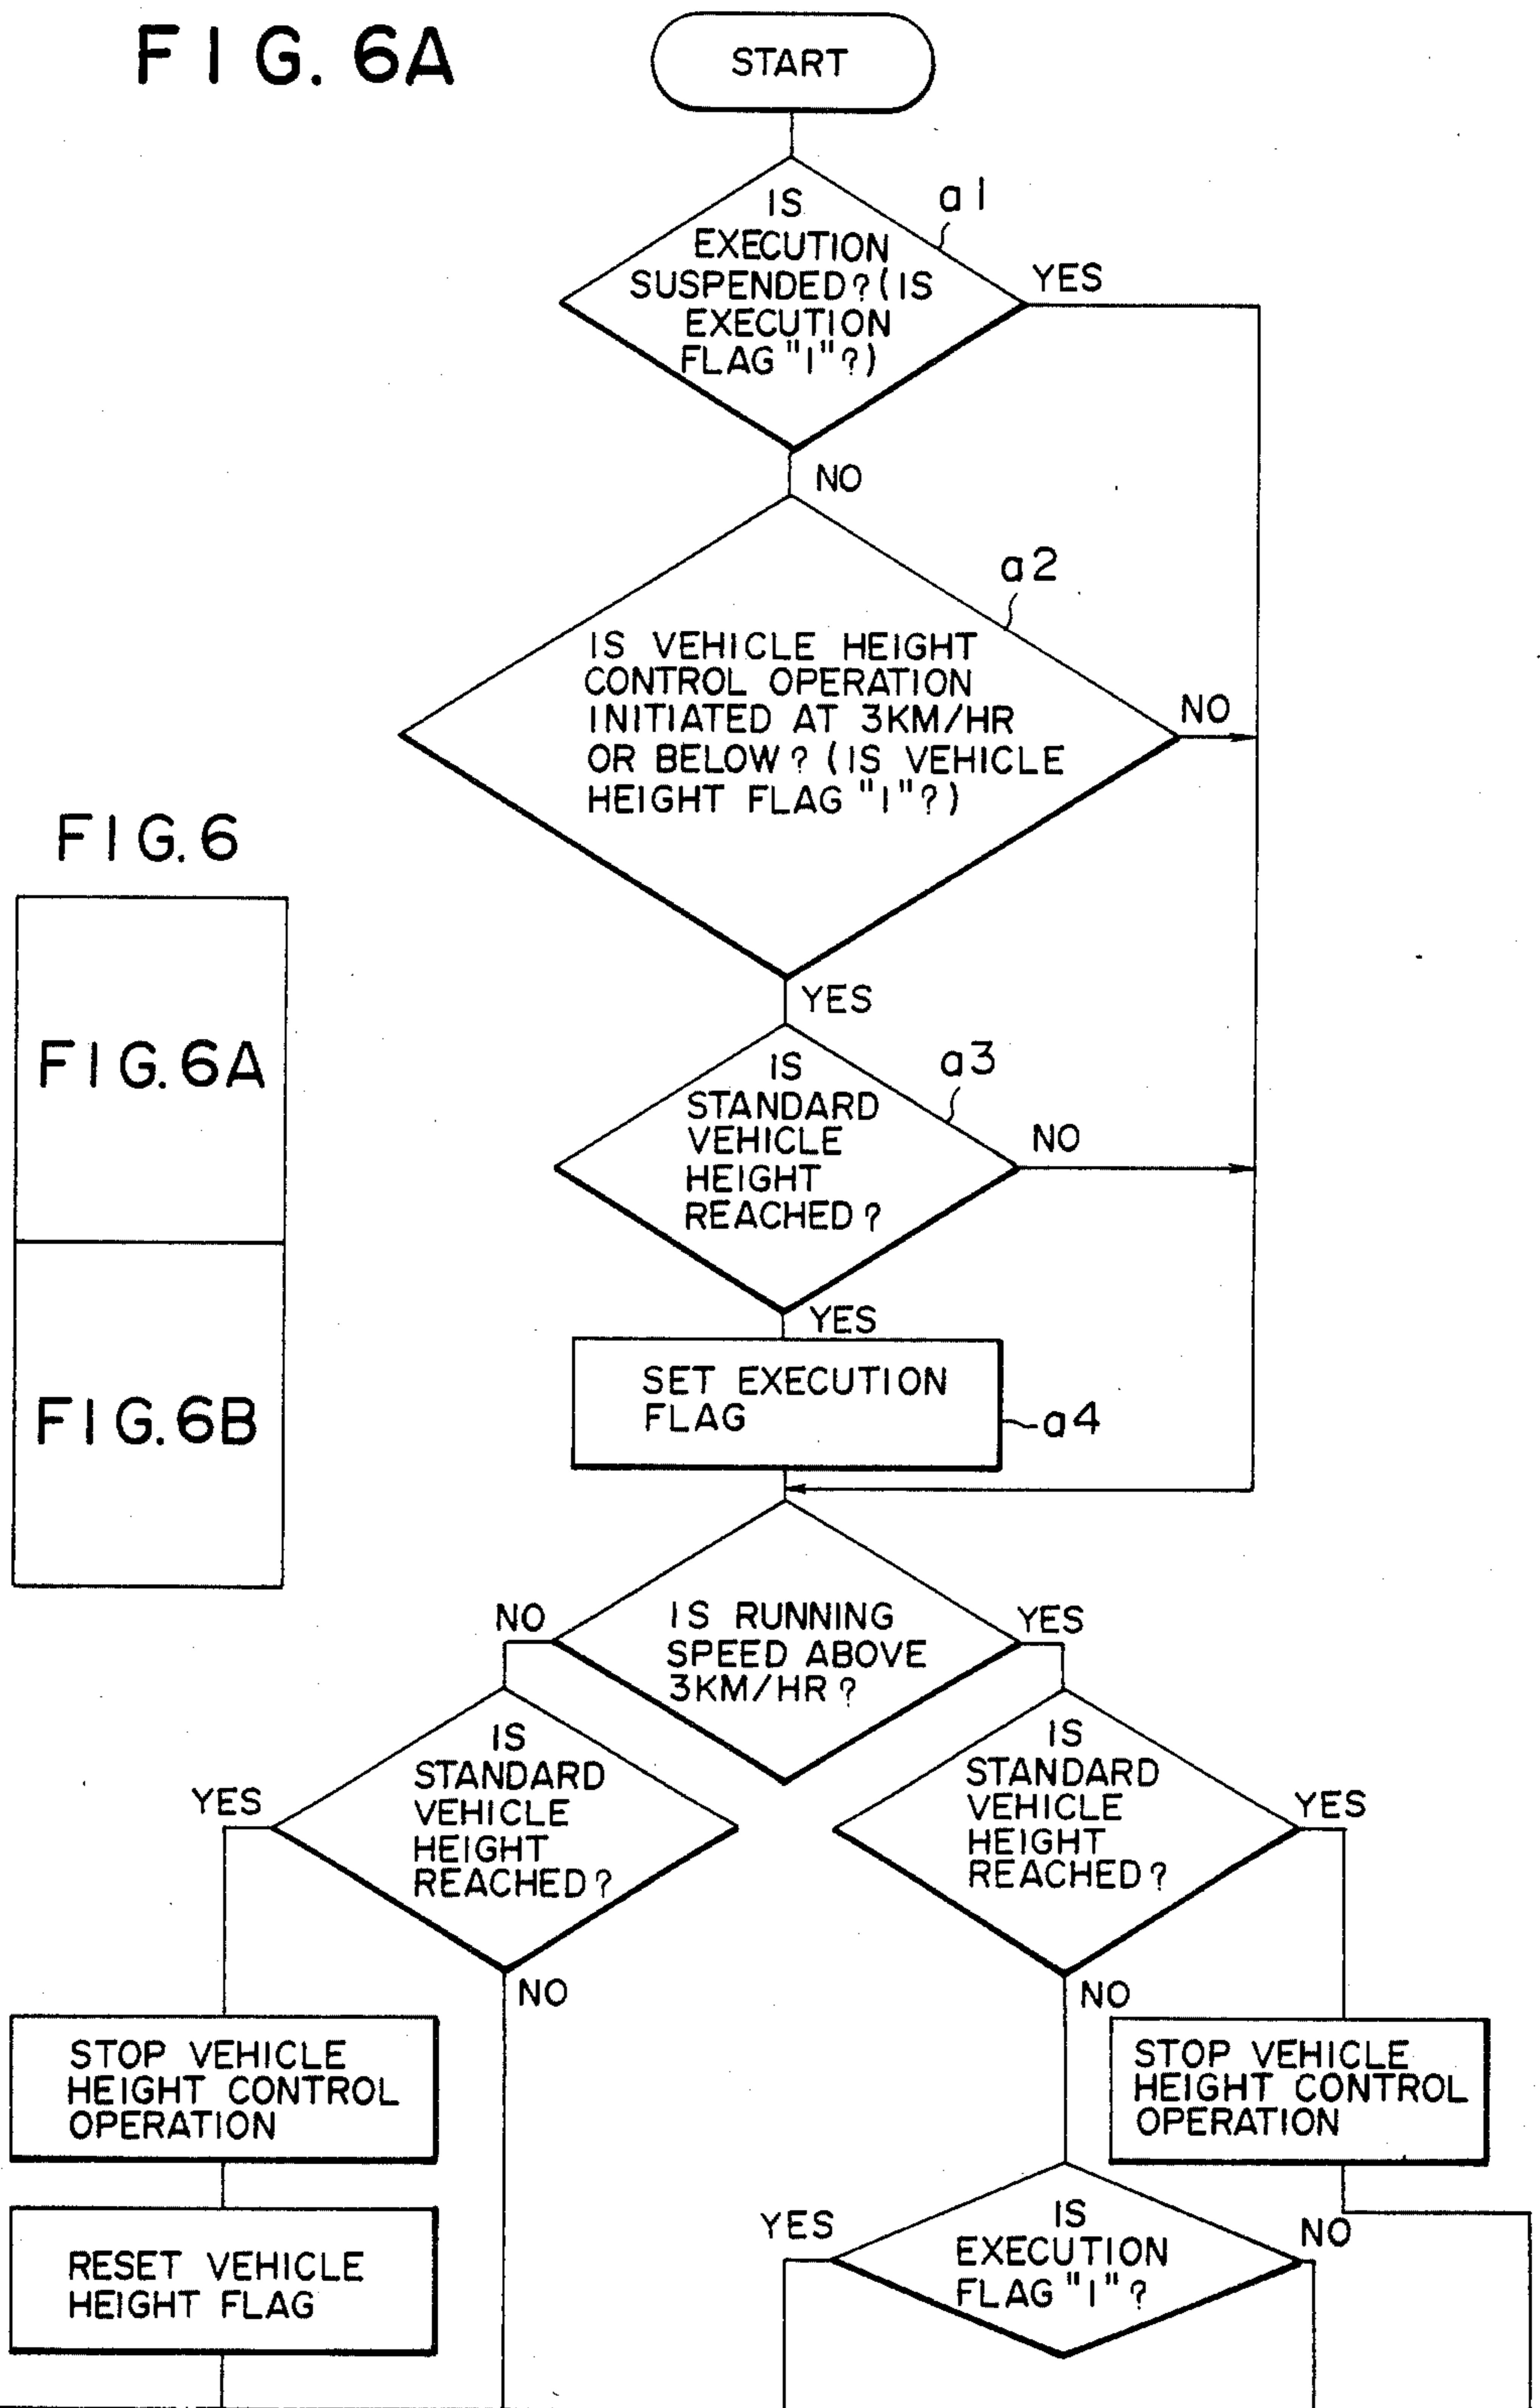 FIG. 6A
START
a1
IS
EXECUTION
SUSPENDED? (IS
EXECUTION
FLAG "1"?)
YES
NO
a2
IS VEHICLE HEIGHT
CONTROL OPERATION
INITIATED AT 3KM/HR
OR BELOW? (IS VEHICLE
HEIGHT FLAG "1"?)
NO
YES
FIG. 6
FIG. 6A
FIG. 6B
a3
IS
STANDARD
VEHICLE
HEIGHT
REACHED?
NO
YES
SET EXECUTION
FLAG
a4
IS RUNNING
SPEED ABOVE
3KM/HR?
NO
YES
IS
STANDARD
VEHICLE
HEIGHT
REACHED?
YES
NO
IS
STANDARD
VEHICLE
HEIGHT
REACHED?
YES
NO
STOP VEHICLE
HEIGHT CONTROL
OPERATION
STOP VEHICLE
HEIGHT CONTROL
OPERATION
RESET VEHICLE
HEIGHT FLAG
IS
EXECUTION
FLAG "1"?
YES
NO